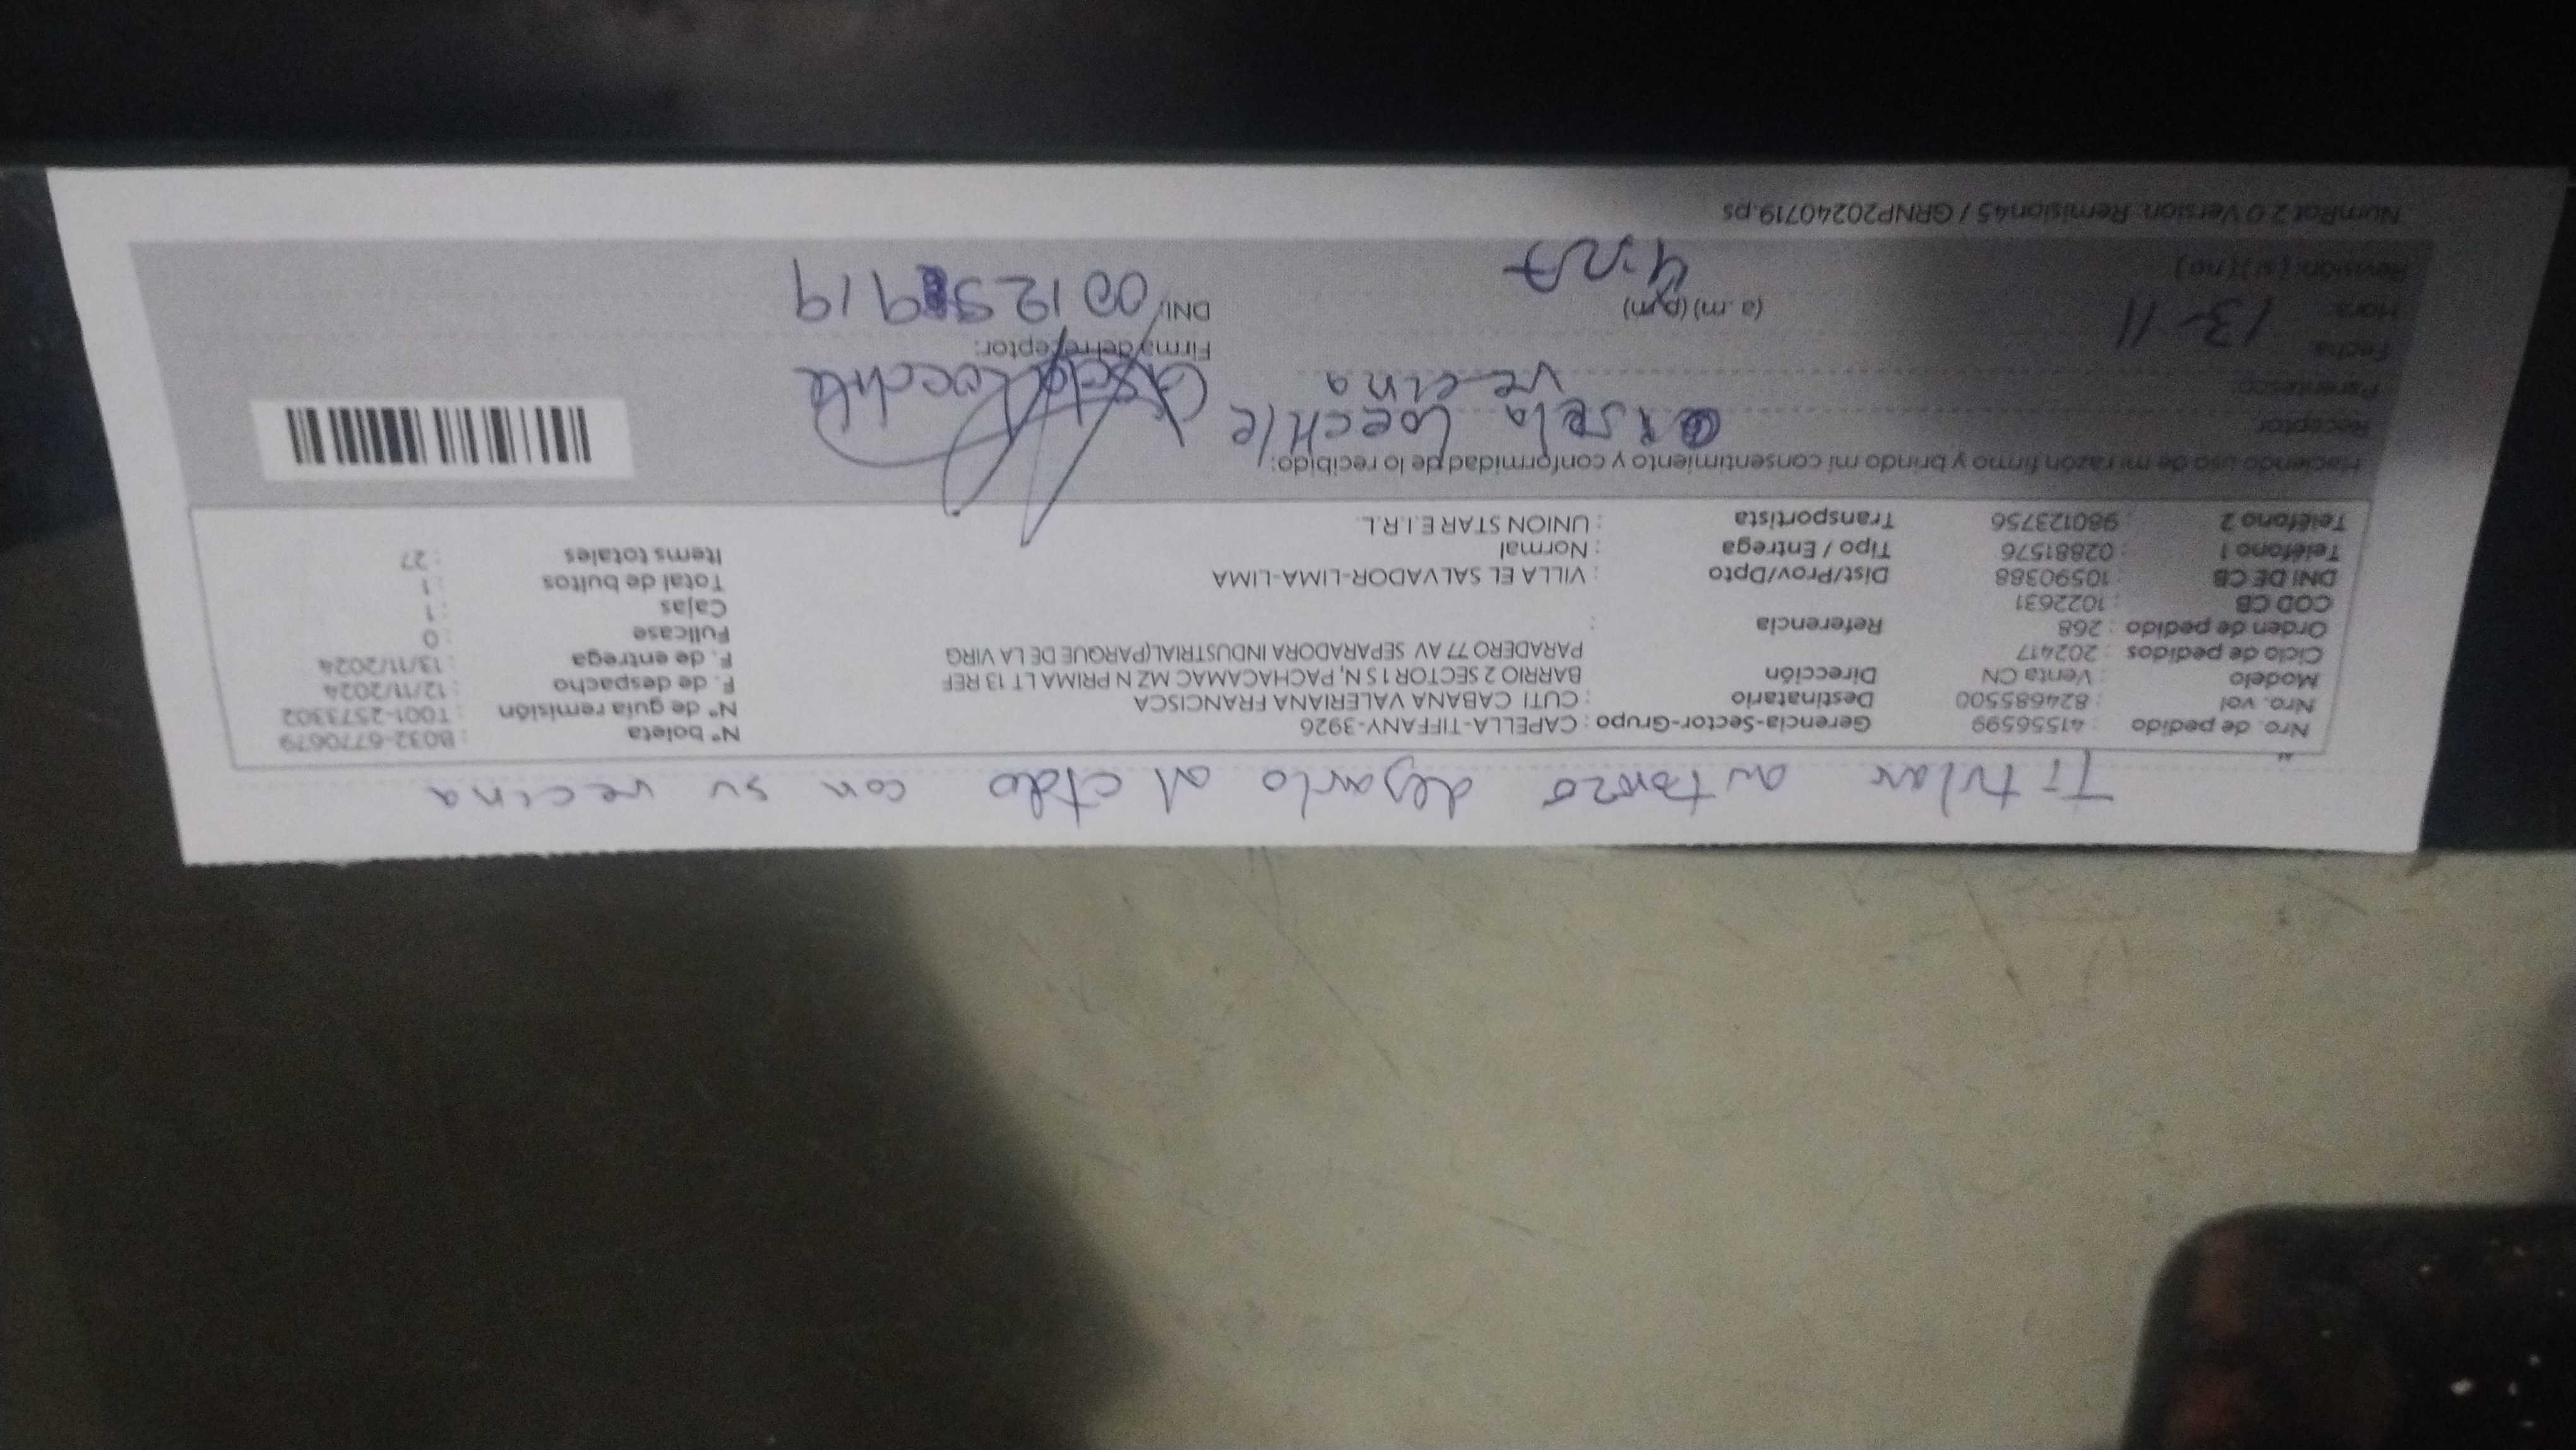 Titular autorizo dejarlo al ctdo con su vecina
Nro. de pedido : 41556599 Gerencia-Sector-Grupo : CAPELLA-TIFFANY-3926 N° boleta : B032-6770679
Nro. vol : 824685500 Destinatario : CUTI CABANA VALERIANA FRANCISCA N° de guía remisión : T001-2573302
Modelo : Venta CN Dirección BARRIO 2 SECTOR 1 S N, PACHACAMAC MZ N PRIMA LT 13 REF F. de despacho : 12/11/2024
Ciclo de pedidos : 202417 PARADERO 77 AV SEPARADORA INDUSTRIAL(PARQUE DE LA VIRG F. de entrega : 13/11/2024
Orden de pedido : 268 Referencia : Fullcase : 0
COD CB : 1022631 Cajas : 1
DNI DE CB : 10590388 Dist/Prov/Dpto : VILLA EL SALVADOR-LIMA-LIMA Total de bultos : 1
Teléfono 1 : 02881576 Tipo / Entrega : Normal Items totales : 27
Teléfono 2 : 980123756 Transportista : UNION STAR E.I.R.L.
Haciendo uso de mi razón firmo y brindo mi consentimiento y conformidad de lo recibido:
Receptor: Gisela Loechle
Parentesco: vecina
Fecha: 13-11 Firma del receptor:
Hora: 4:27 (a.m) (p.m) DNI:
Revisión: (si) (no)
NumRot 2.0 Version: Remision45 / GRNP20240719.ps